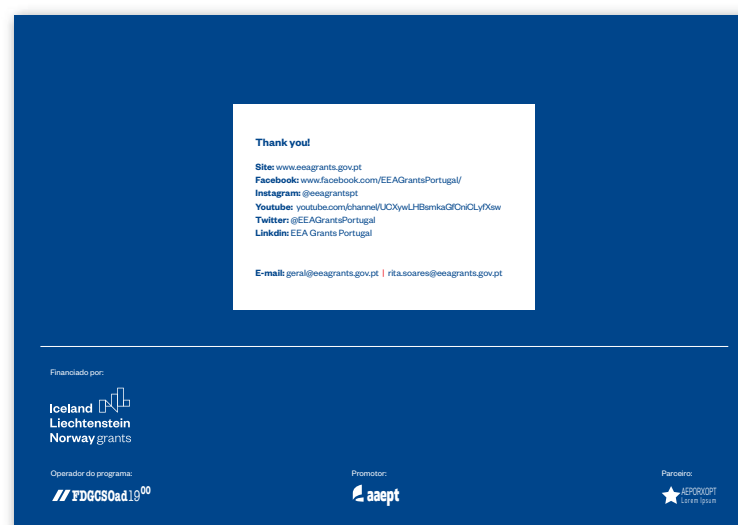 Thank you!
Site: www.eeagrants.gov.pt
Facebook: www.facebook.com/EEAGrantsPortugal/
Instagram: @eeagrantspt
Youtube: youtube.com/channel/UCXywLHBsmkaGfCniCLyfXsw
Twitter: @EEAGrantsPortugal
Linkdin: EEA Grants Portugal
E-mail: geral@eeagrants.gov.pt | rita.soares@eeagrants.gov.pt
Financiado por:
Iceland
Liechtenstein
Norway grants
Operador do programa:
Promotor:
Parceiro:
FDGCSOad1900
aaept
AEPORXOPT
Lorem Ipsum